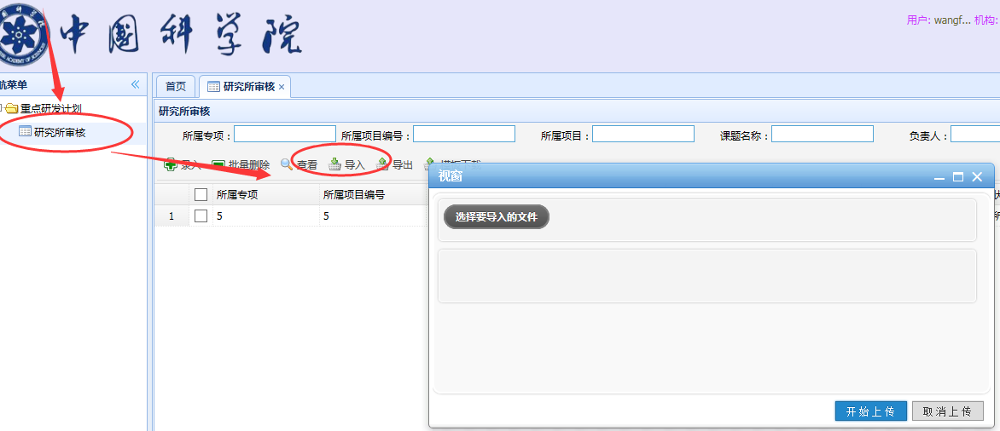 中国科学院
用户: wangf... 机构:
航菜单
首页
研究所审核
重点研发计划
研究所审核
研究所审核
所属专项: 所属项目编号: 所属项目: 课题名称: 负责人:
录入 批量删除 查看 导入 导出 模板下载
所属专项 所属项目编号
1 5 5
视窗
选择要导入的文件
开始上传 取消上传